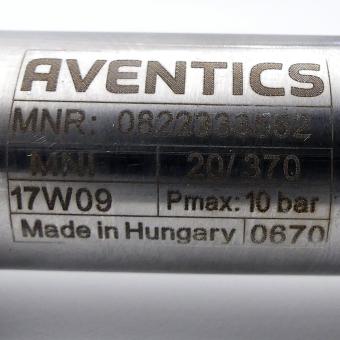 AVENTICS
MNR:
MNI 20/370
17W09 Pmax: 10 bar
Made in Hungary 0670